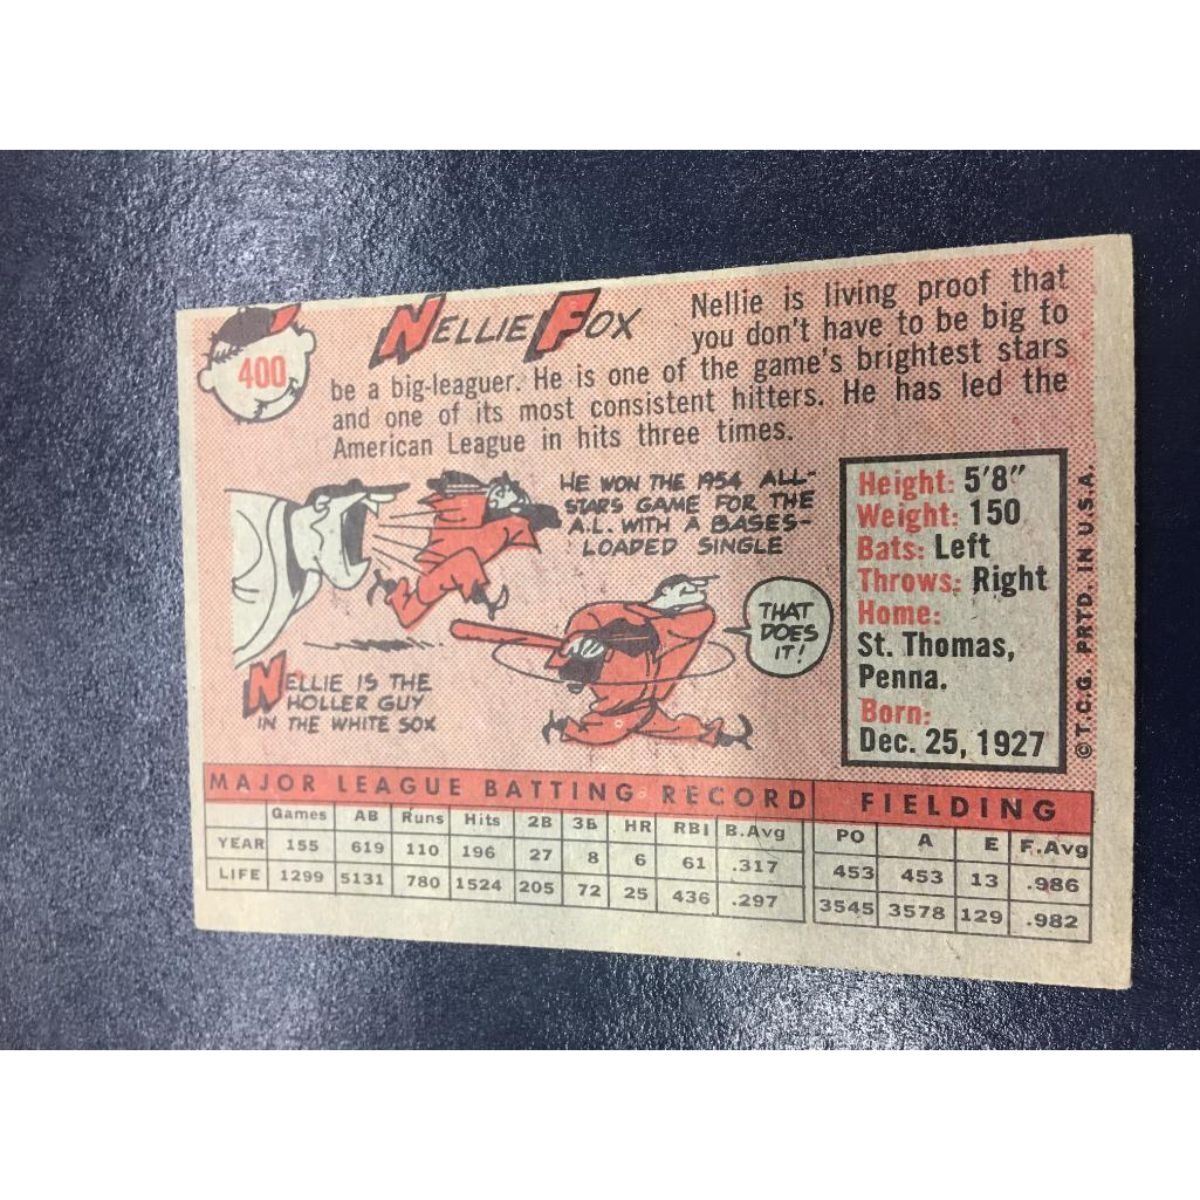 400
NELLIE FOX
Nellie is living proof that
you don't have to be big to
be a big-leaguer. He is one of the game's brightest stars
and one of its most consistent hitters. He has led the
American League in hits three times.
HE WON THE 1954 ALL-
STARS GAME FOR THE
A.L. WITH A BASES-
LOADED SINGLE
THAT
DOES
IT!
NELLIE IS THE
HOLLER GUY
IN THE WHITE SOX
Height: 5'8"
Weight: 150
Bats: Left
Throws: Right
Home:
St. Thomas,
Penna.
Born:
Dec. 25, 1927
© T.C.G. PRTD. IN U.S.A.
MAJOR LEAGUE BATTING RECORD FIELDING
Games AB Runs Hits 2B 3B HR RBI B.Avg PO A E F.Avg
YEAR 155 619 110 196 27 8 6 61 .317 453 453 13 .986
LIFE 1299 5131 780 1524 205 72 25 436 .297 3545 3578 129 .982